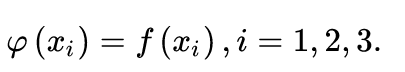 φ (xᵢ) = f (xᵢ) , i = 1, 2, 3.